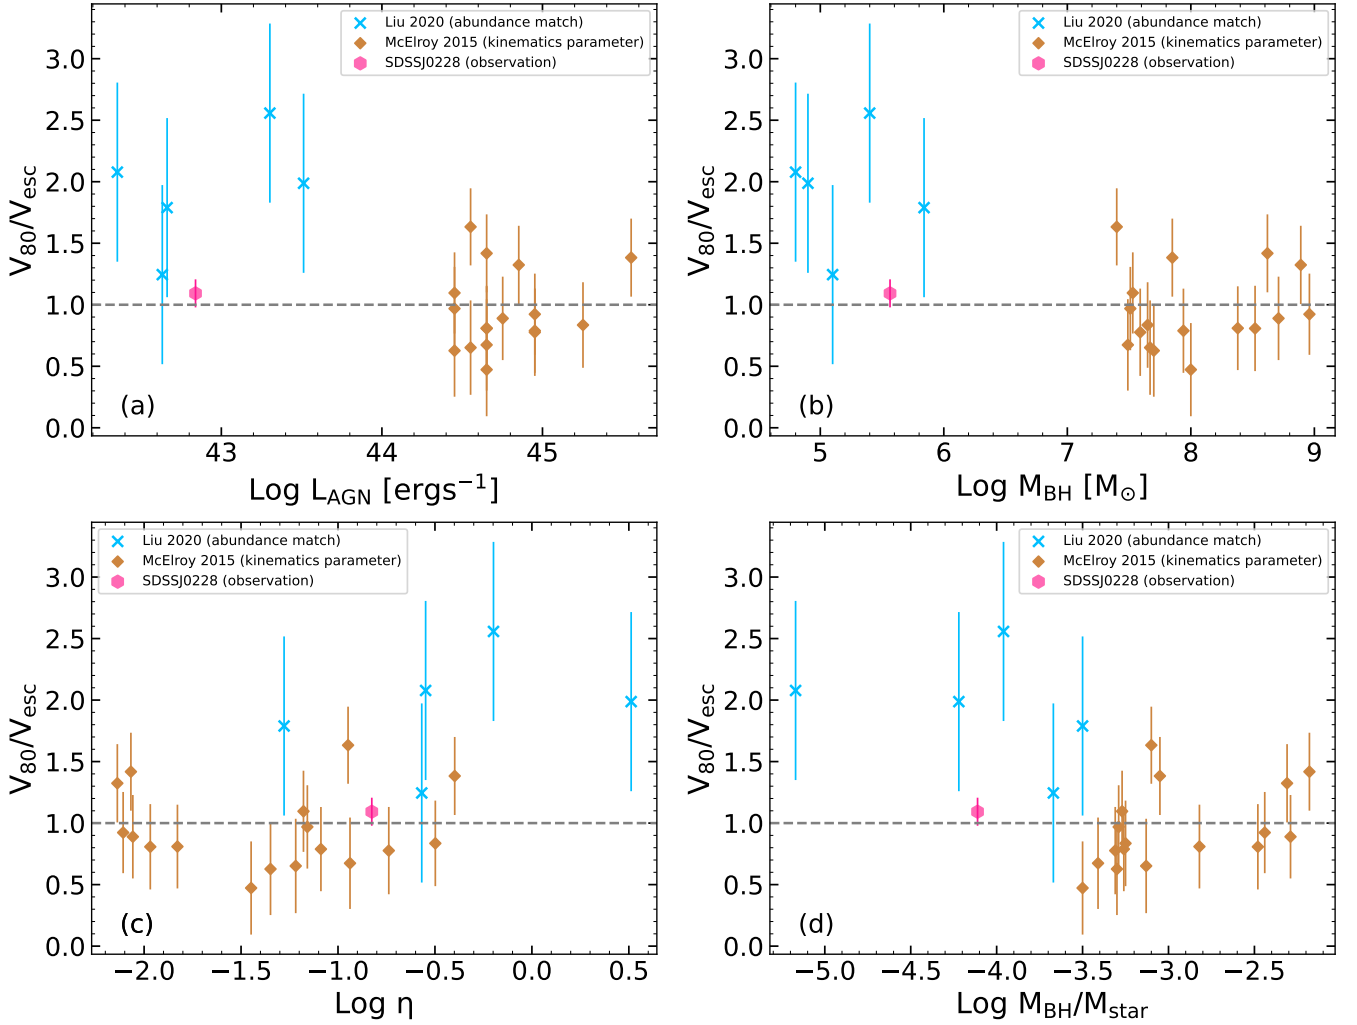 Liu 2020 (abundance match)
McElroy 2015 (kinematics parameter)
SDSSJ0228 (observation)
V80/Vesc
3.0
2.5
2.0
1.5
1.0
0.5
0.0
(a)
43 44 45
Log L_AGN [ergs⁻¹]
Liu 2020 (abundance match)
McElroy 2015 (kinematics parameter)
SDSSJ0228 (observation)
V80/Vesc
3.0
2.5
2.0
1.5
1.0
0.5
0.0
(b)
5 6 7 8 9
Log M_BH [M⊙]
Liu 2020 (abundance match)
McElroy 2015 (kinematics parameter)
SDSSJ0228 (observation)
V80/Vesc
3.0
2.5
2.0
1.5
1.0
0.5
0.0
(c)
−2.0 −1.5 −1.0 −0.5 0.0 0.5
Log η
Liu 2020 (abundance match)
McElroy 2015 (kinematics parameter)
SDSSJ0228 (observation)
V80/Vesc
3.0
2.5
2.0
1.5
1.0
0.5
0.0
(d)
−5.0 −4.5 −4.0 −3.5 −3.0 −2.5
Log M_BH/M_star